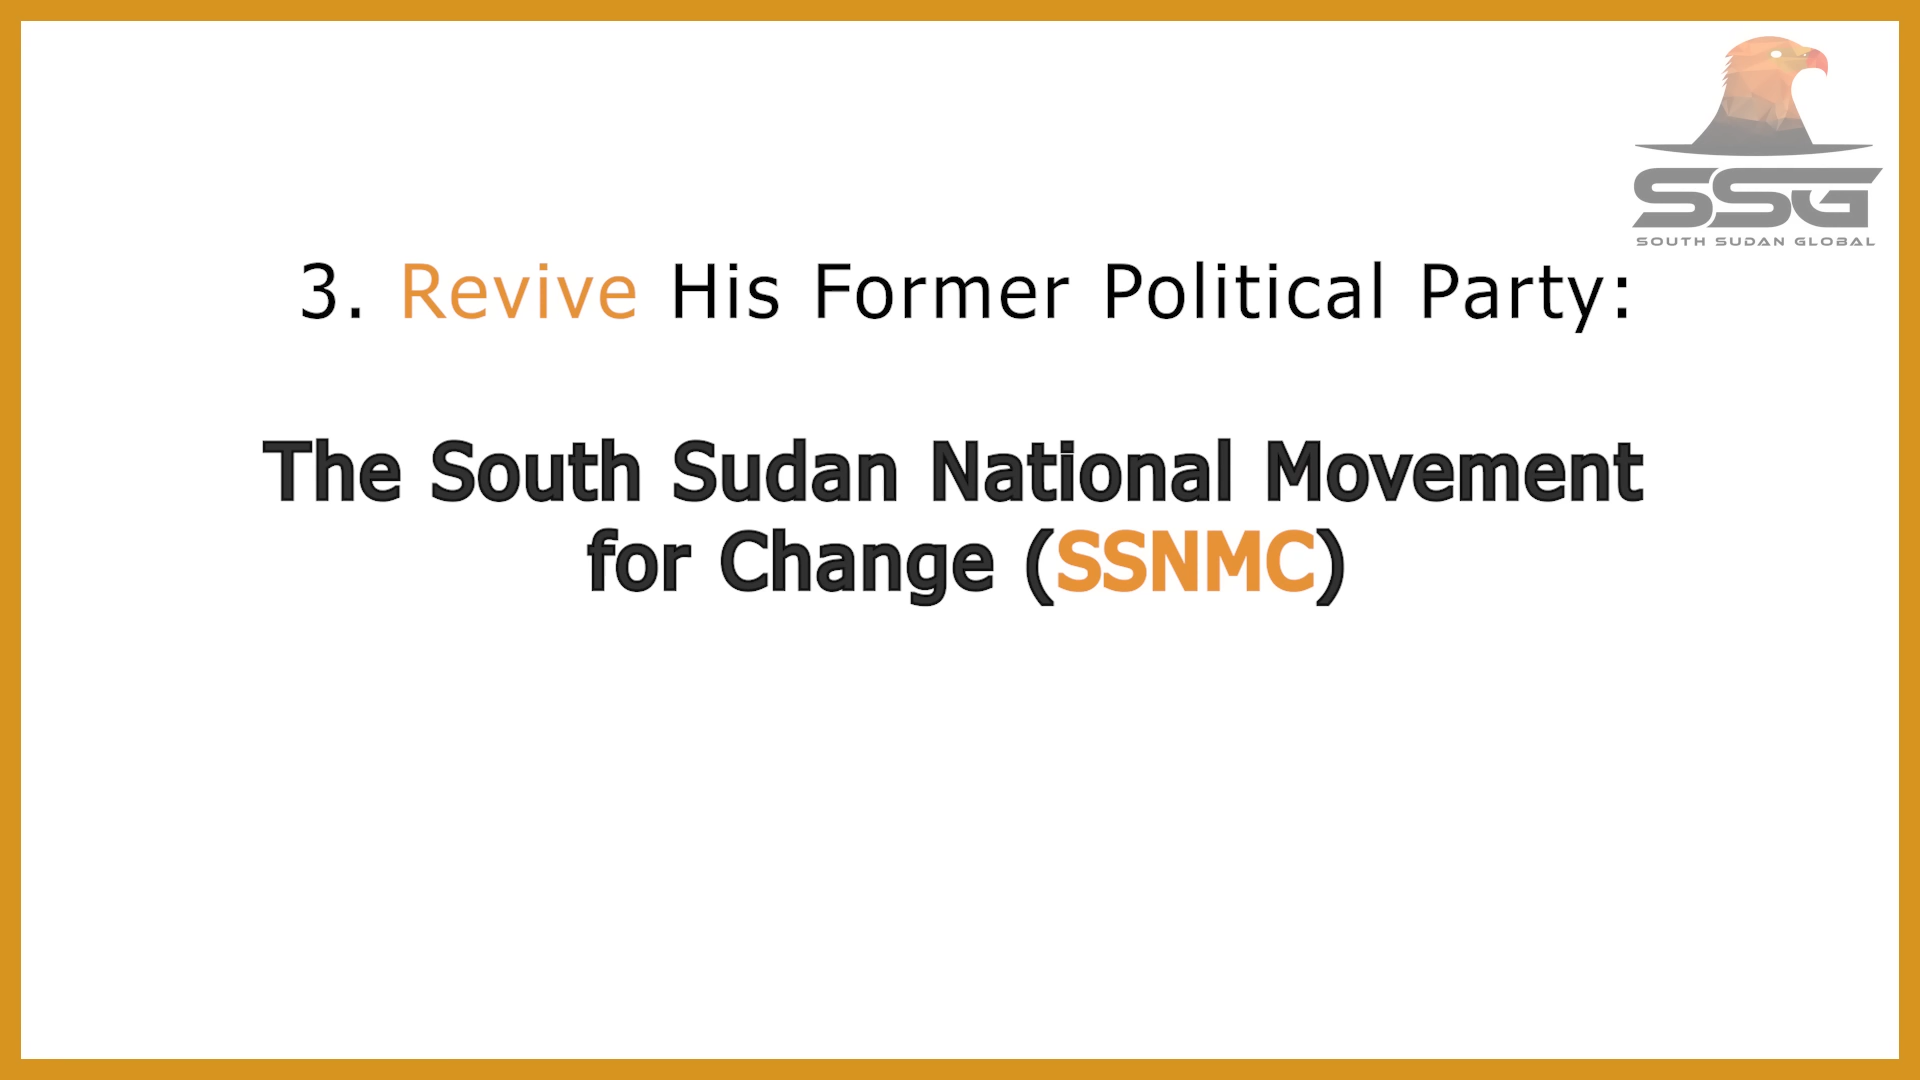 SSG
SOUTH SUDAN GLOBAL
3. Revive His Former Political Party:
The South Sudan National Movement
for Change (SSNMC)